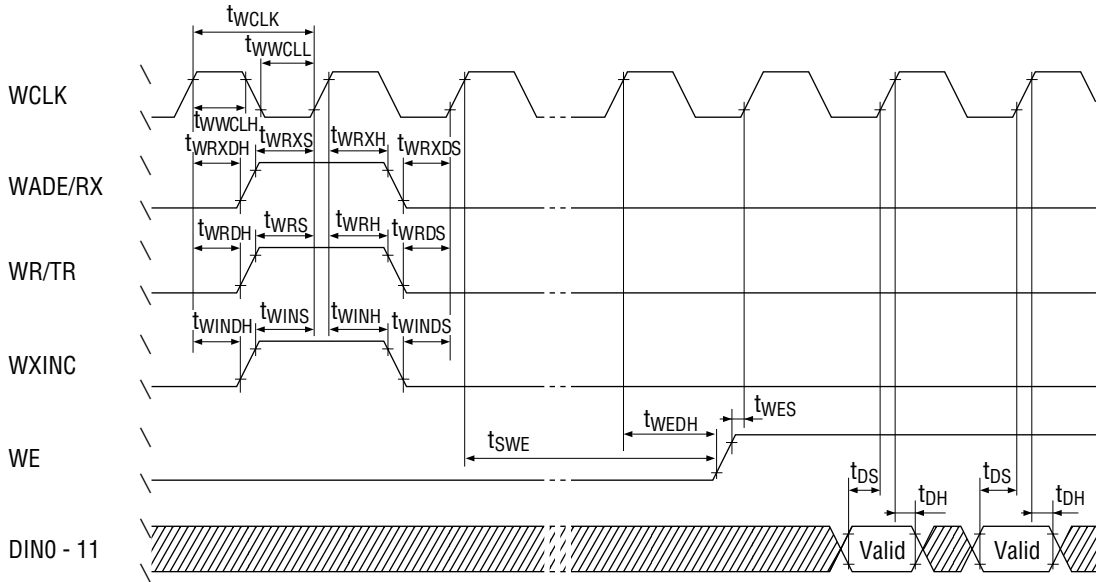 tWCLK
tWWCLL
WCLK
tWWCLH
tWRXDH tWRXS tWRXH tWRXDS
WADE/RX
tWRDH tWRS tWRH tWRDS
WR/TR
tWINDH tWINS tWINH tWINDS
WXINC
tWES
tWEDH
tSWE
WE
tDS tDS
tDH tDH
DIN0 - 11 Valid Valid